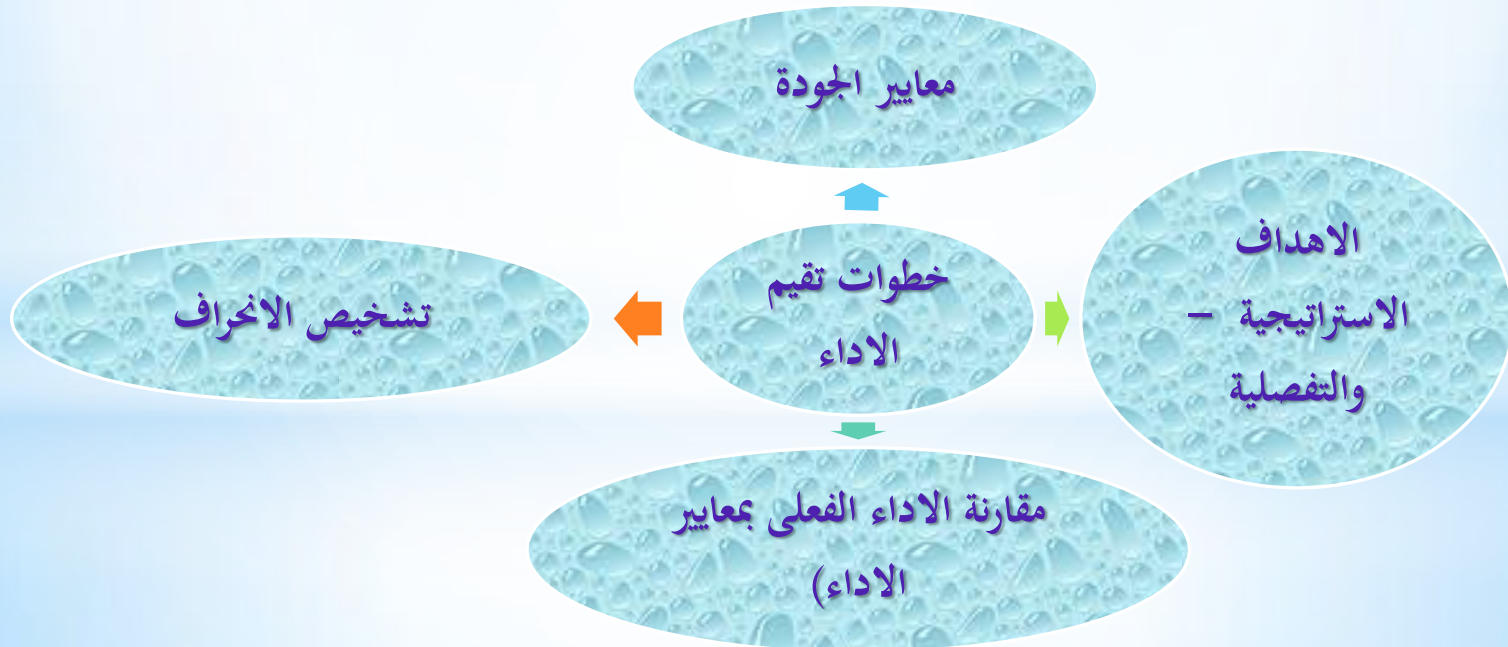 معايير الجودة
الاهداف
الاستراتيجية –
والتفصلية
خطوات تقيم
الاداء
تشخيص الانحراف
مقارنة الاداء الفعلى بمعايير
الاداء)